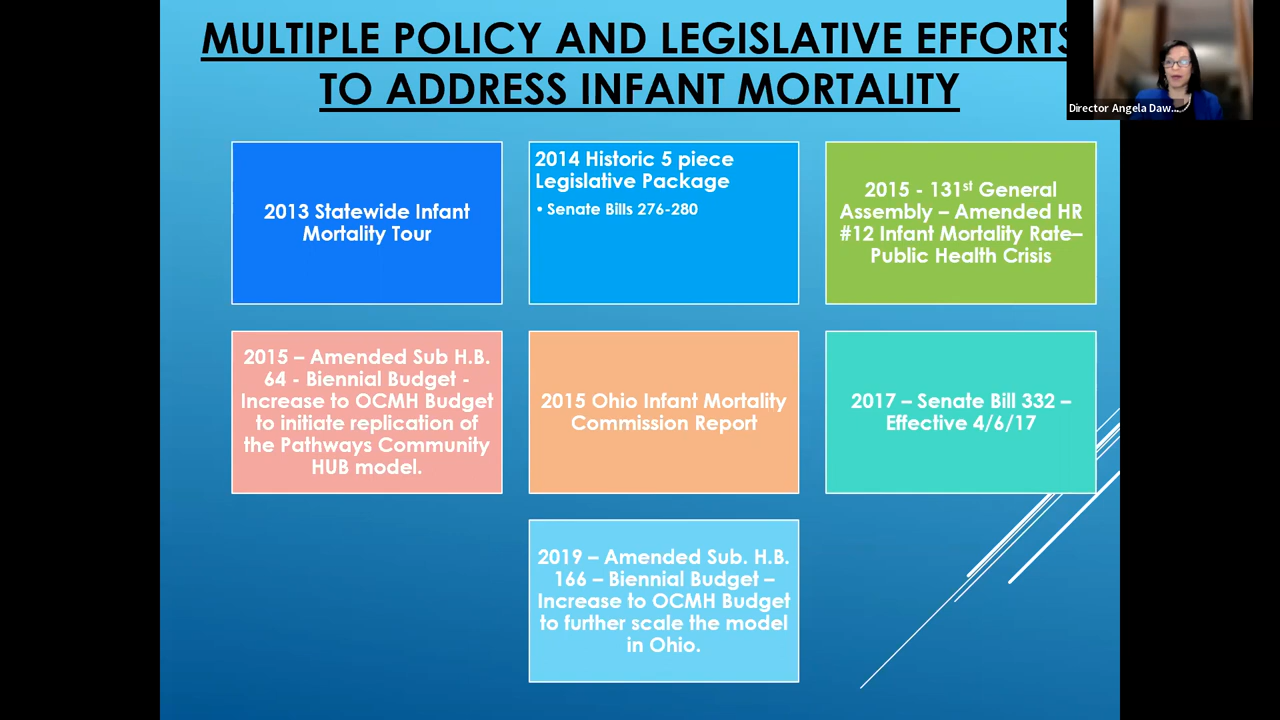 MULTIPLE POLICY AND LEGISLATIVE EFFORTS
TO ADDRESS INFANT MORTALITY
Director Angela Daw...
2013 Statewide Infant
Mortality Tour
2014 Historic 5 piece
Legislative Package
• Senate Bills 276-280
2015 - 131st General
Assembly – Amended HR
#12 Infant Mortality Rate–
Public Health Crisis
2015 – Amended Sub H.B.
64 - Biennial Budget -
Increase to OCMH Budget
to initiate replication of
the Pathways Community
HUB model.
2015 Ohio Infant Mortality
Commission Report
2017 – Senate Bill 332 –
Effective 4/6/17
2019 – Amended Sub. H.B.
166 – Biennial Budget –
Increase to OCMH Budget
to further scale the model
in Ohio.